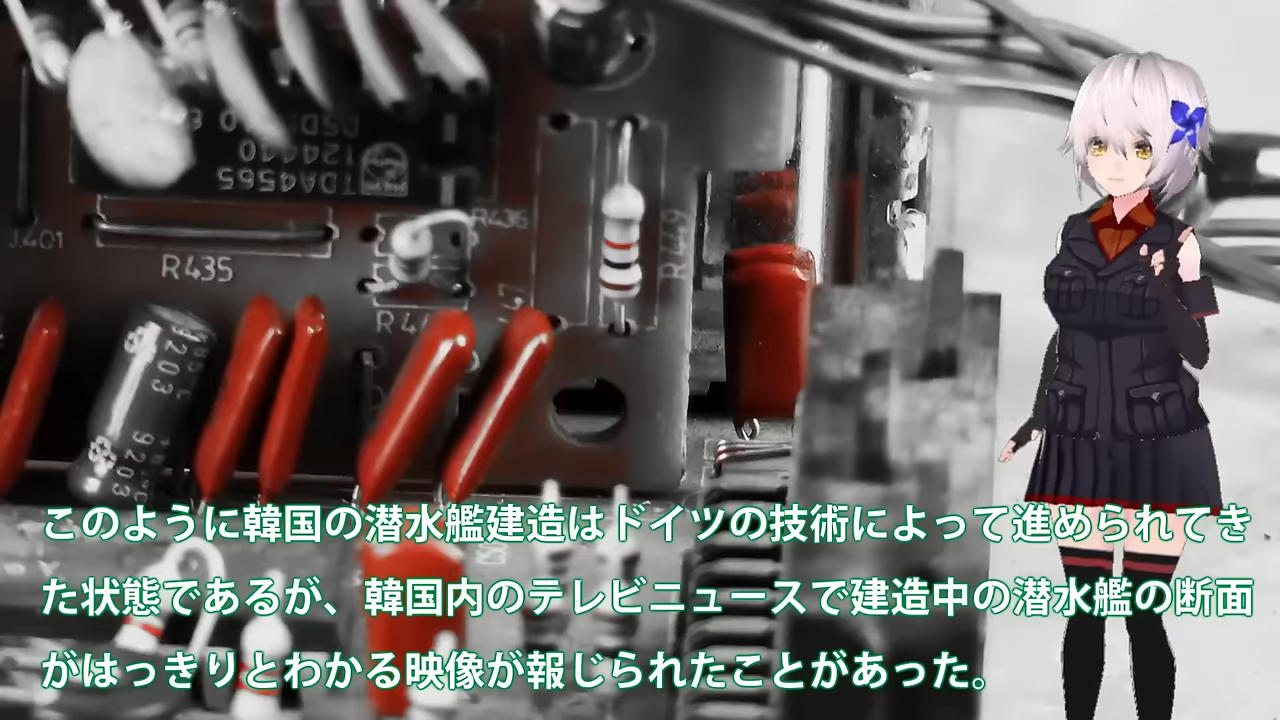 TDA4565
124440
J401
R435
R436
R449
203
9203
このように韓国の潜水艦建造はドイツの技術によって進められてき
た状態であるが、韓国内のテレビニュースで建造中の潜水艦の断面
がはっきりとわかる映像が報じられたことがあった。